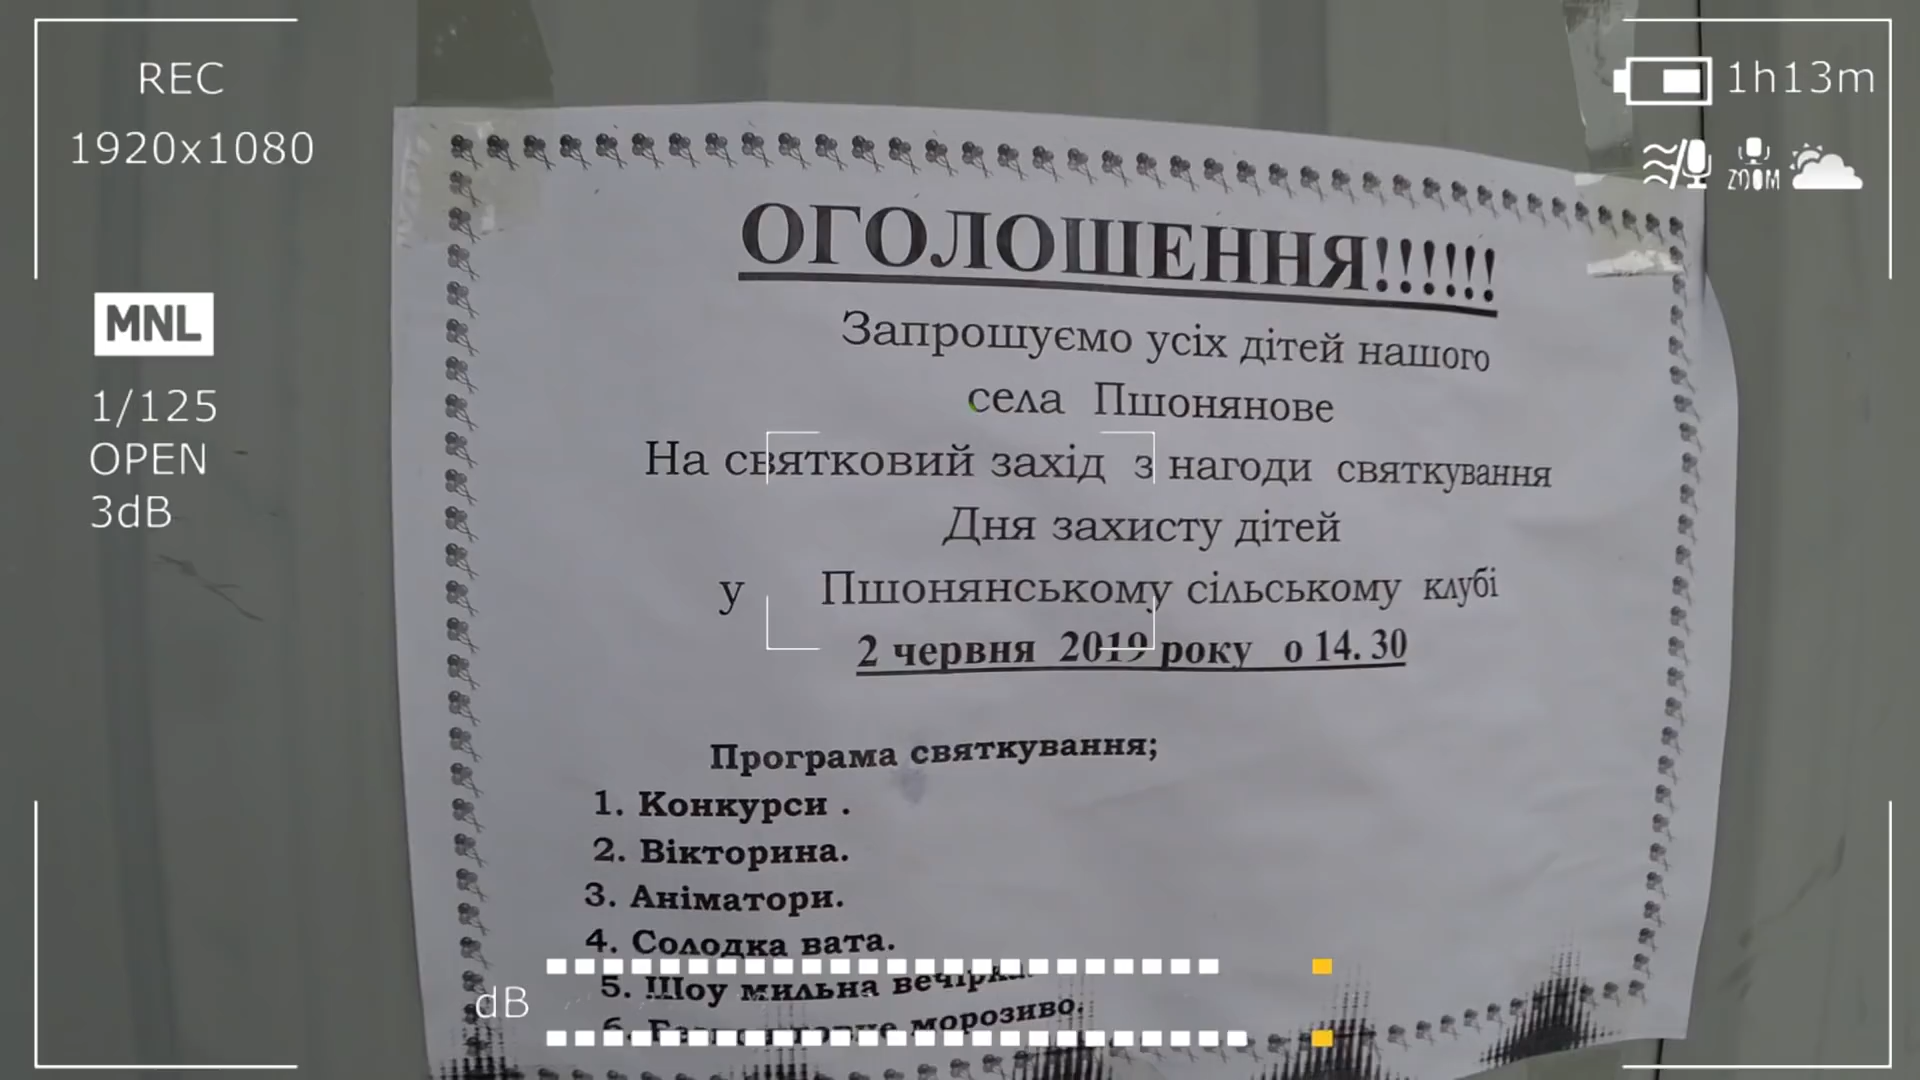 REC
1920x1080
1h13m
ZOOM
MNL
1/125
OPEN
3dB
ОГОЛОШЕННЯ!!!!!!
Запрошуємо усіх дітей нашого
села Пшонянове
На святковий захід з нагоди святкування
Дня захисту дітей
у Пшонянському сільському клубі
2 червня 2019 року о 14. 30
Програма святкування;
1. Конкурси .
2. Вікторина.
3. Аніматори.
4. Солодка вата.
5. Шоу мильна вечірка.
6. морозиво.
dB